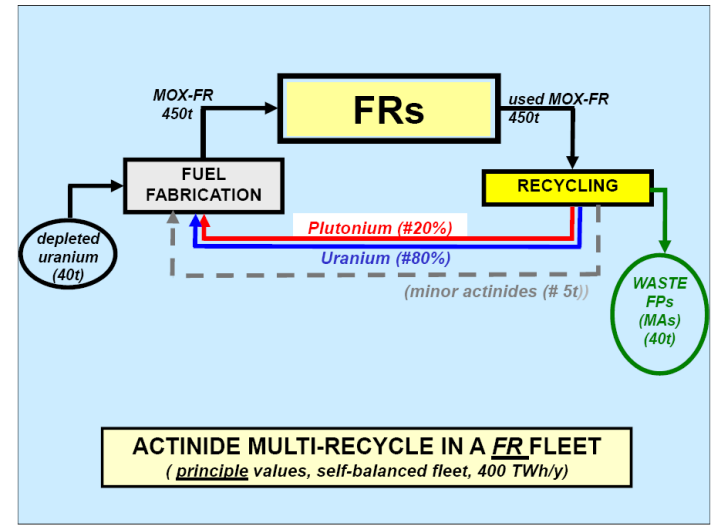 MOX-FR
450t
FRs
used MOX-FR
450t
FUEL
FABRICATION
RECYCLING
depleted
uranium
(40t)
Plutonium (#20%)
Uranium (#80%)
(minor actinides (# 5t))
WASTE
FPs
(MAs)
(40t)
ACTINIDE MULTI-RECYCLE IN A FR FLEET
( principle values, self-balanced fleet, 400 TWh/y)